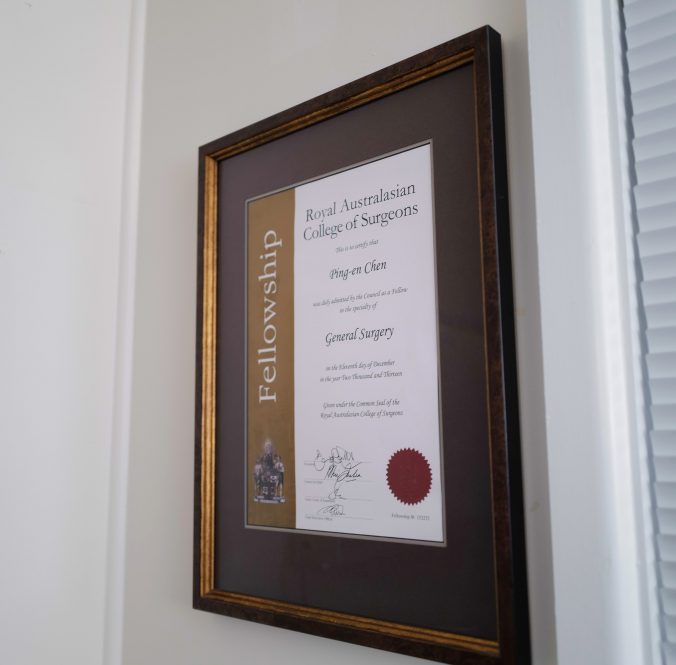 Fellowship
Royal Australasian
College of Surgeons
This is to certify that
Ping-en Chen
was duly admitted by the Council as a Fellow
in the specialty of
General Surgery
on the Eleventh day of December
in the year Two Thousand and Thirteen
Given under the Common Seal of the
Royal Australasian College of Surgeons
Fellowship №